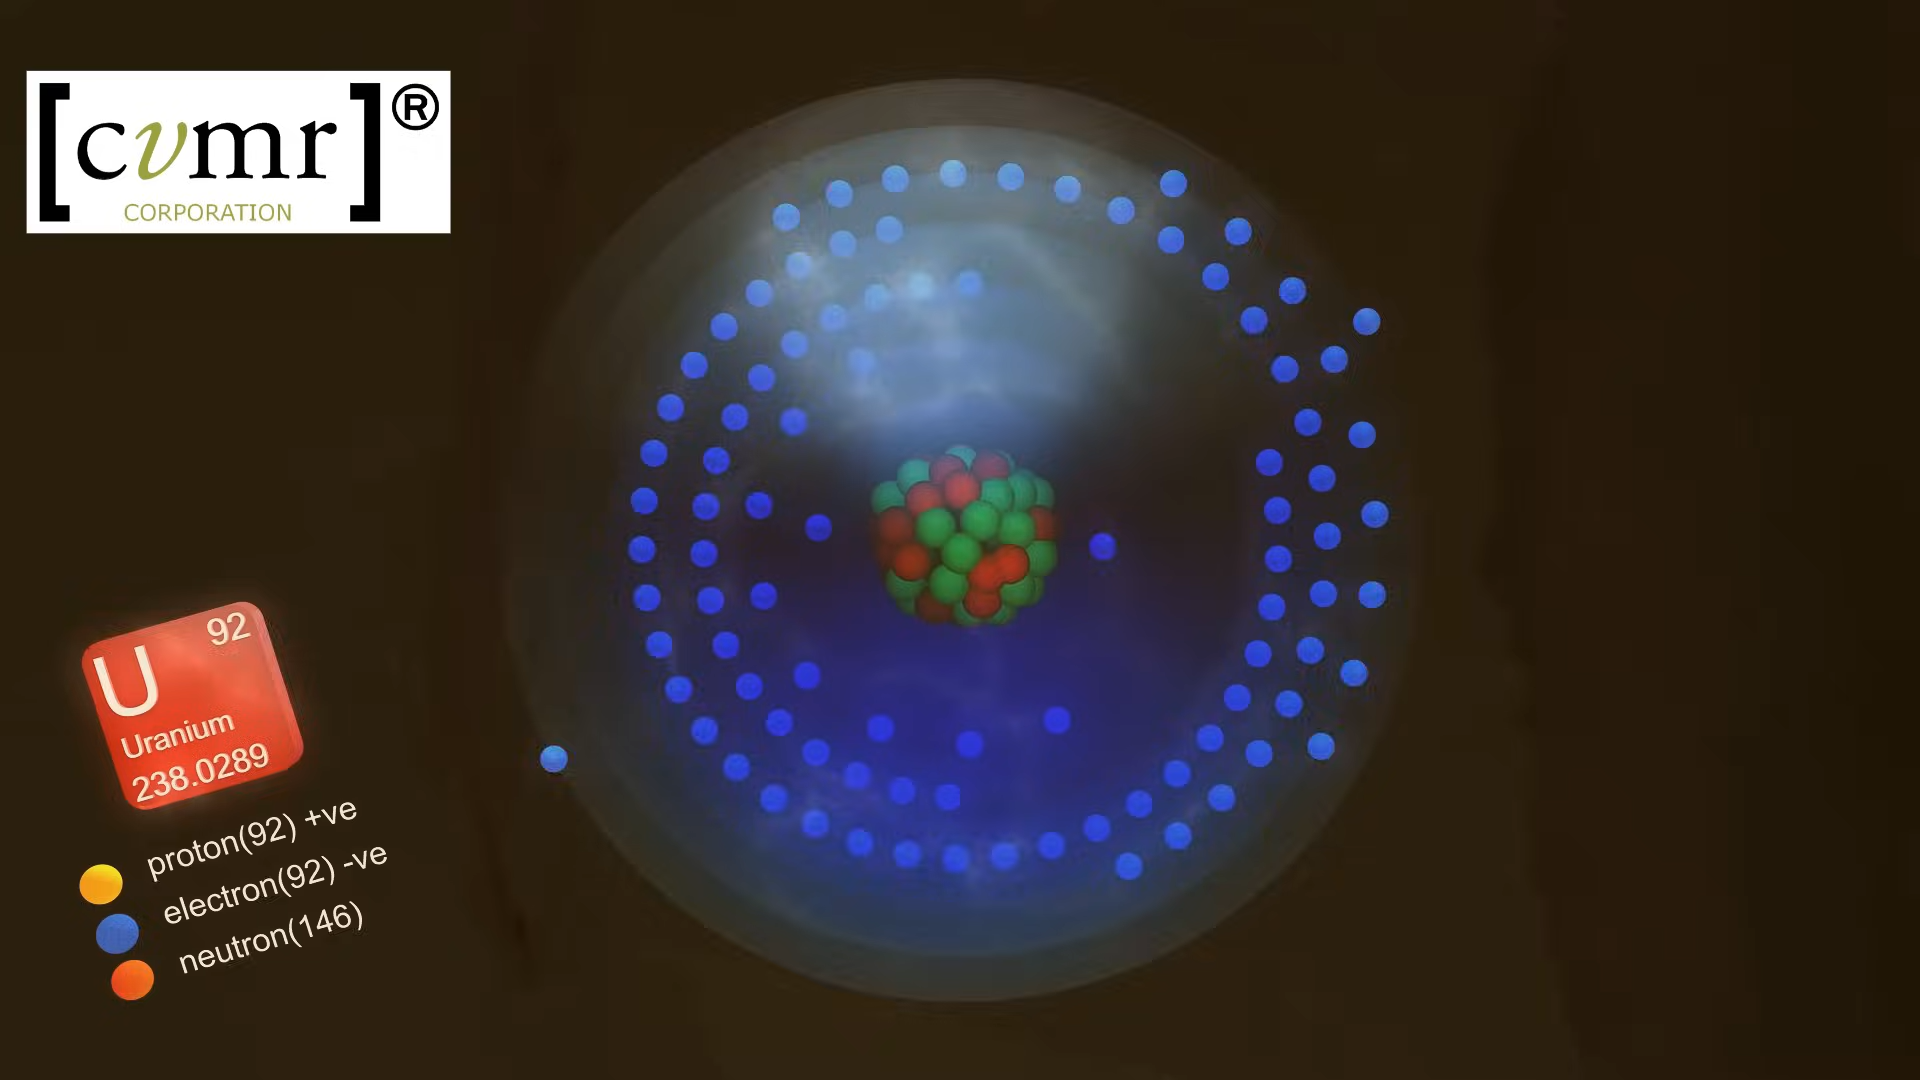 [cvmr]®
CORPORATION
92
U
Uranium
238.0289
proton(92) +ve
electron(92) -ve
neutron(146)